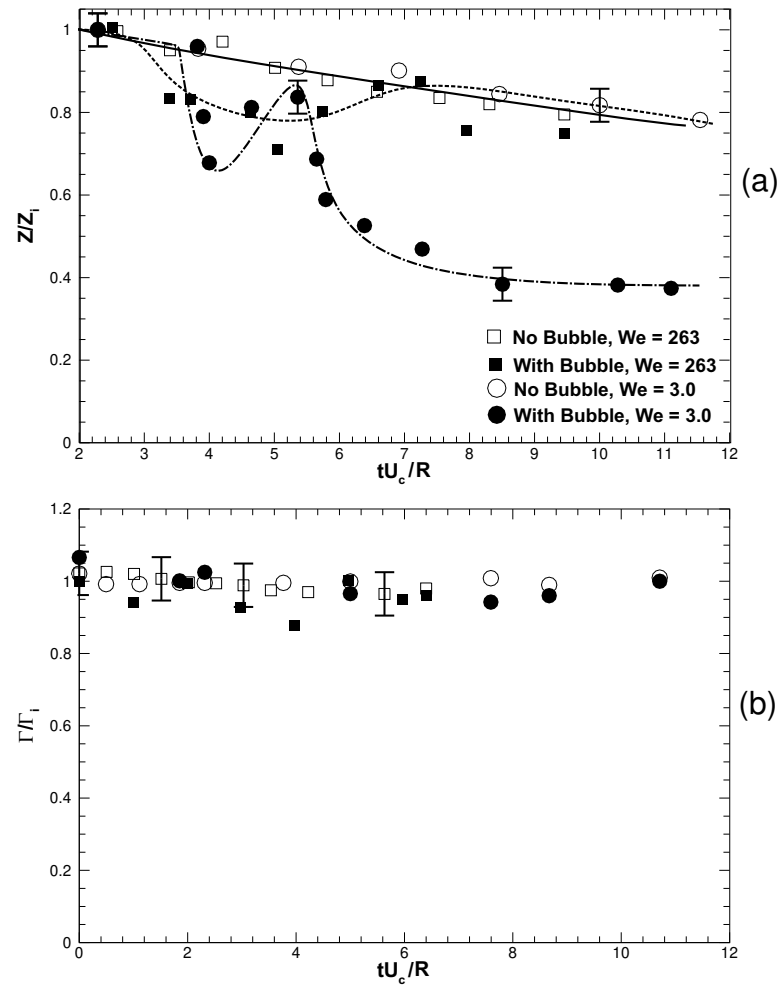 1
0.8
0.6
0.4
0.2
0
Z/Z_i
(a)
No Bubble, We = 263
With Bubble, We = 263
No Bubble, We = 3.0
With Bubble, We = 3.0
2 3 4 5 6 7 8 9 10 11 12
tU_c/R
1.2
1
0.8
0.6
0.4
0.2
0
Γ/Γ_i
(b)
0 2 4 6 8 10 12
tU_c/R